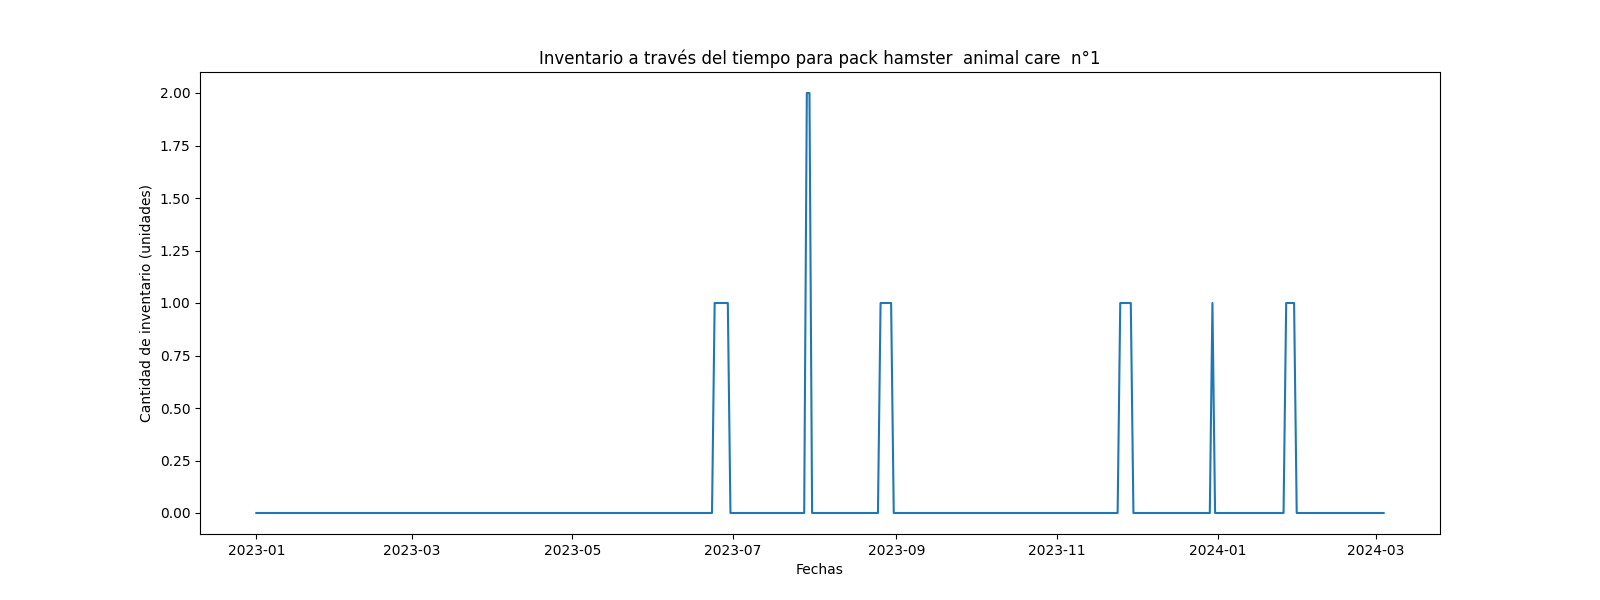 Inventario a través del tiempo para pack hamster  animal care  n°1
Cantidad de inventario (unidades)
2.00
1.75
1.50
1.25
1.00
0.75
0.50
0.25
0.00
2023-01 2023-03 2023-05 2023-07 2023-09 2023-11 2024-01 2024-03
Fechas